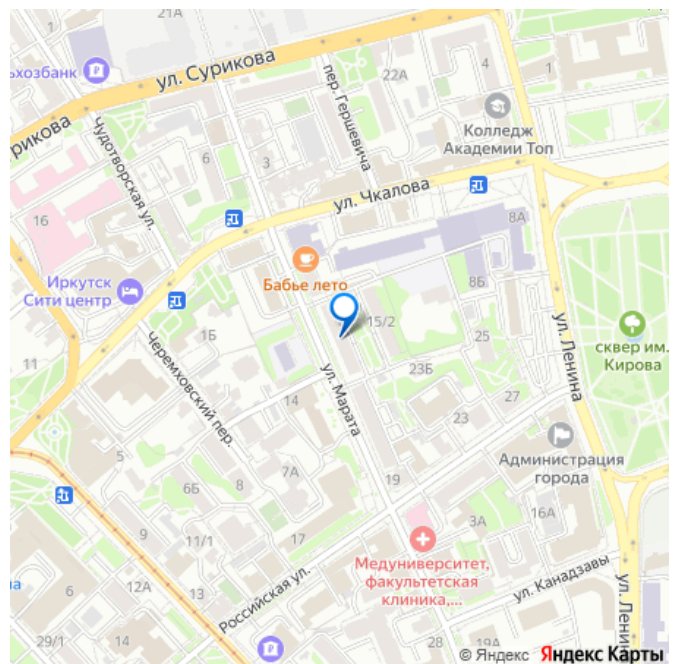 21А
ьхозбанк
ул. Сурикова
22А
4
1
пер. Гершевича
Колледж
Академии Топ
рикова
Чудотворская ул.
6
3
ул. Чкалова
16
8А
Бабье лето
Иркутск
Сити центр
8Б
15/2
1Б
25
ул. Ленина
сквер им.
Кирова
11
Черемховский пер.
23Б
ул. Марата
14
23
27
5
Администрация
города
7А
19
6Б
8
16А
3А
17
9
11/1
Медуниверситет,
факультетская
клиника,...
ул. Канадзавы
а
6
12А
13
Российская ул.
ул. Ленин
29/1
14
28
19А
© Яндекс Яндекс Карты